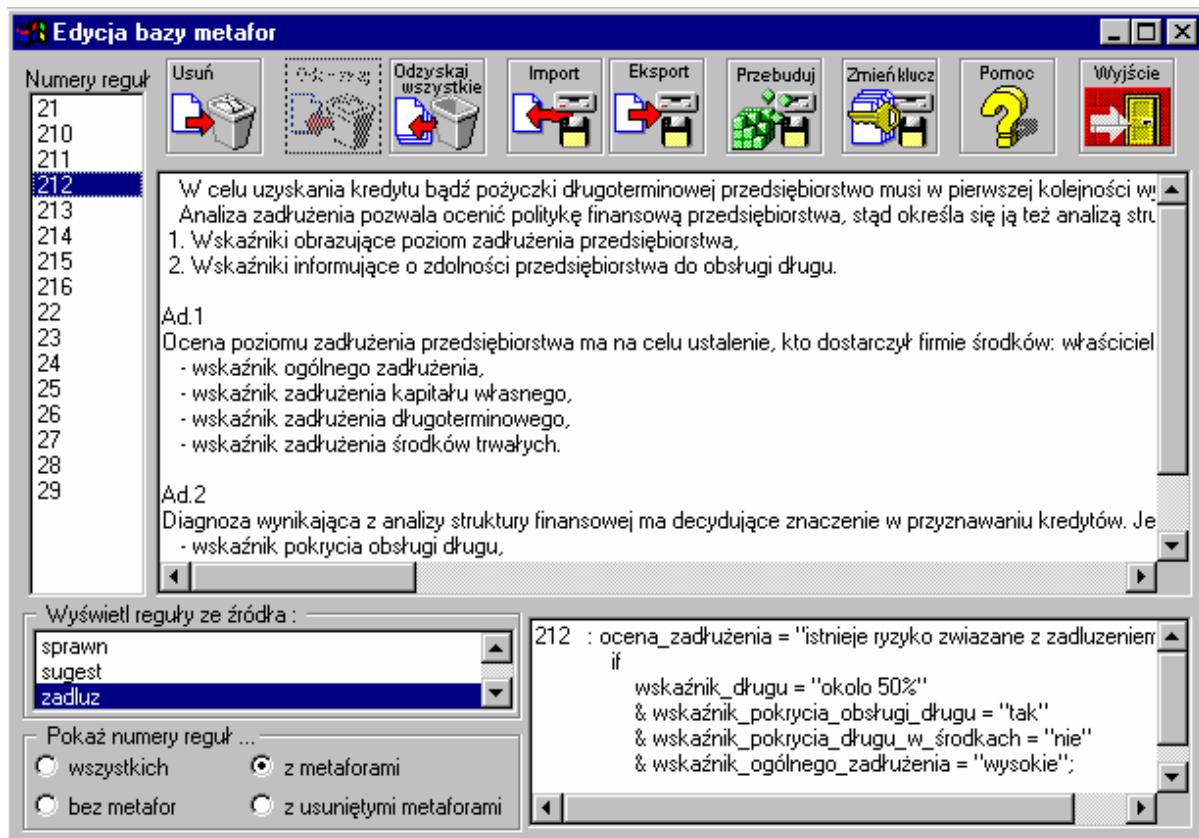 Edycja bazy metafor
Numery reguł
Usuń
Odzyskaj
wszystkie
Import
Eksport
Przebuduj
Zmień klucz
Pomoc
Wyjście
21
210
211
212
213
214
215
216
22
23
24
25
26
27
28
29
W celu uzyskania kredytu bądź pożyczki długoterminowej przedsiębiorstwo musi w pierwszej kolejności
Analiza zadłużenia pozwala ocenić politykę finansową przedsiębiorstwa, stąd określa się ją też analizą stru
1. Wskaźniki obrazujące poziom zadłużenia przedsiębiorstwa,
2. Wskaźniki informujące o zdolności przedsiębiorstwa do obsługi długu.
Ad.1
Ocena poziomu zadłużenia przedsiębiorstwa ma na celu ustalenie, kto dostarczył firmie środków: właściciel
- wskaźnik ogólnego zadłużenia,
- wskaźnik zadłużenia kapitału własnego,
- wskaźnik zadłużenia długoterminowego,
- wskaźnik zadłużenia środków trwałych.
Ad.2
Diagnoza wynikająca z analizy struktury finansowej ma decydujące znaczenie w przyznawaniu kredytów. Je
- wskaźnik pokrycia obsługi długu,
Wyświetl reguły ze źródła :
sprawn
sugest
zadluz
Pokaż numery reguł ...
wszystkich
z metaforami
bez metafor
z usuniętymi metaforami
212 : ocena_zadłużenia = "istnieje ryzyko zwiazane z zadluzeniem
if
wskaźnik_długu = "okolo 50%"
& wskaźnik_pokrycia_obsługi_długu = "tak"
& wskaźnik_pokrycia_długu_w_środkach = "nie"
& wskaźnik_ogólnego_zadłużenia = "wysokie";